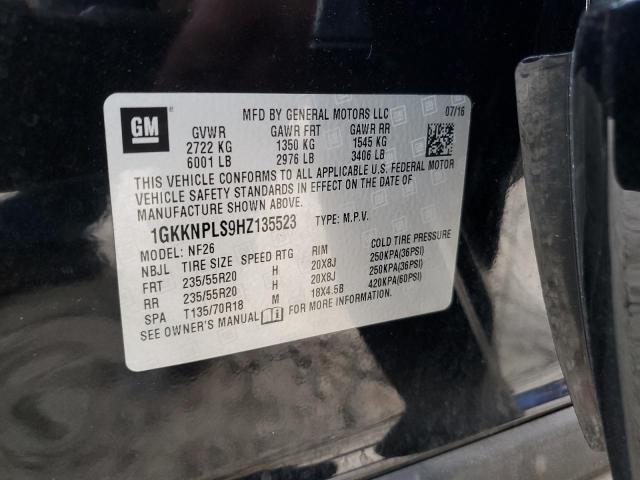 GM
MFD BY GENERAL MOTORS LLC 07/16
GVWR GAWR FRT GAWR RR
2722 KG 1350 KG 1545 KG
6001 LB 2976 LB 3406 LB
THIS VEHICLE CONFORMS TO ALL APPLICABLE U.S. FEDERAL MOTOR
VEHICLE SAFETY STANDARDS IN EFFECT ON THE DATE OF
MANUFACTURE SHOWN ABOVE.
1GKKNPLS9HZ135523 TYPE: M.P.V.
MODEL: NF26
NBJL TIRE SIZE SPEED RTG RIM COLD TIRE PRESSURE
FRT 235/55R20 H 20X8J 250KPA(36PSI)
RR 235/55R20 H 20X8J 250KPA(36PSI)
SPA T135/70R18 M 18X4.5B 420KPA(60PSI)
SEE OWNER'S MANUAL FOR MORE INFORMATION.